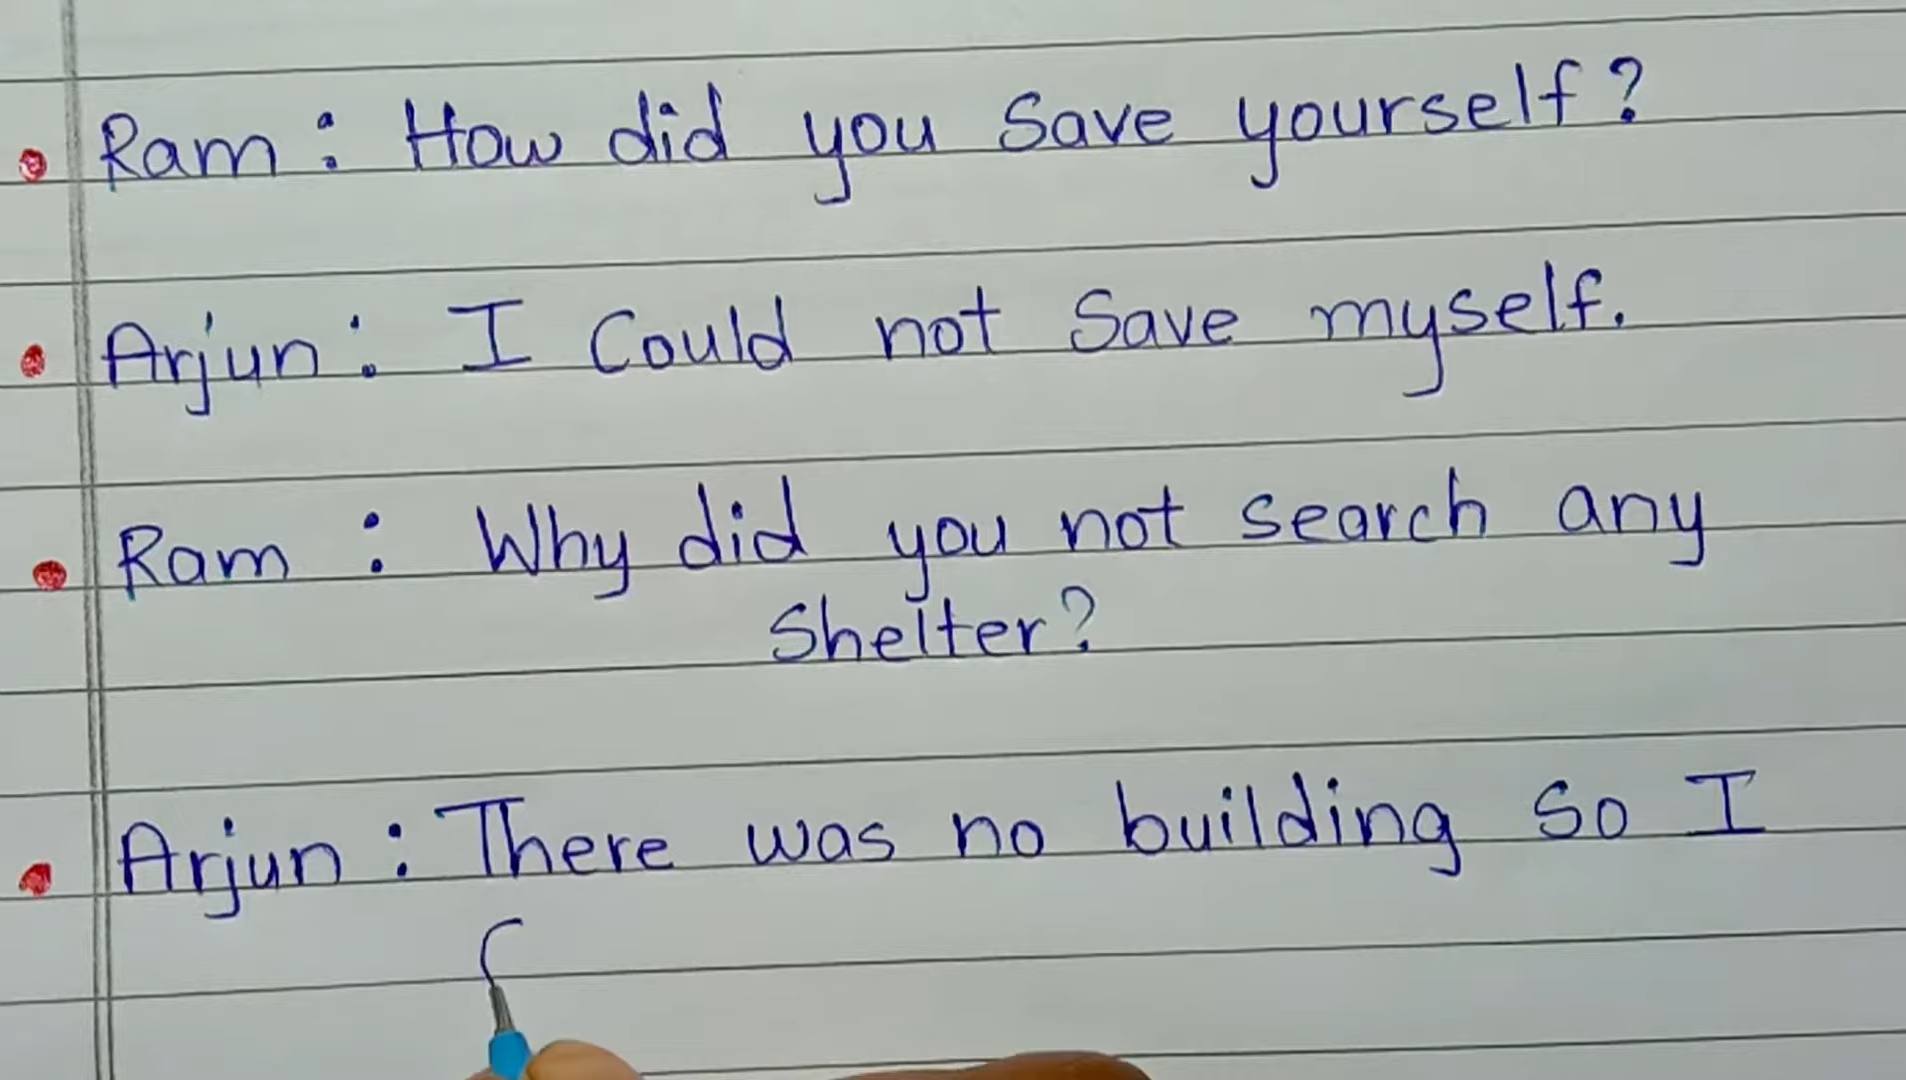 Ram: How did you save yourself?
Arjun: I Could not save myself.
Ram: Why did you not search any
shelter?
Arjun: There was no building so I